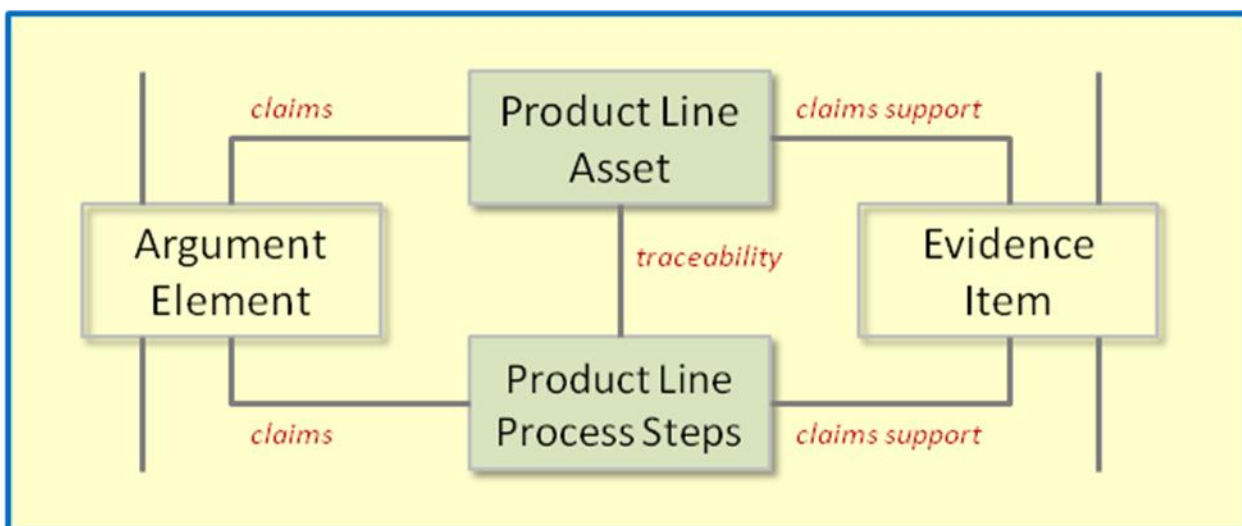 claims
Product Line
Asset
claims support
Argument
Element
traceability
Evidence
Item
claims
Product Line
Process Steps
claims support